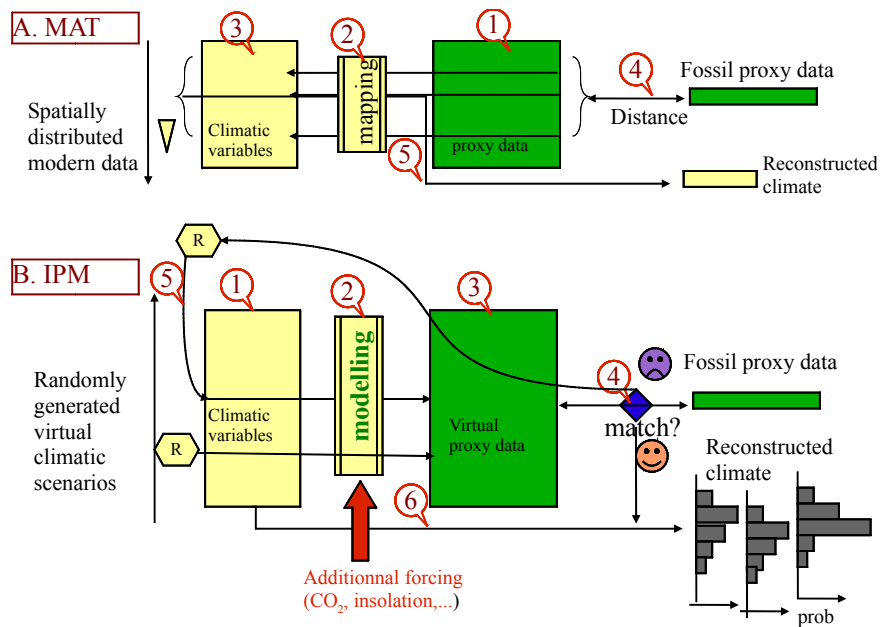 A. MAT
3
2
1
4
Fossil proxy data
mapping
Spatially
distributed
modern data
Climatic
variables
proxy data
Distance
5
Reconstructed
climate
R
B. IPM
5
1
2
3
4
Fossil proxy data
Randomly
generated
virtual
climatic
scenarios
R
Climatic
variables
modelling
Virtual
proxy data
match?
Reconstructed
climate
6
Additionnal forcing
(CO₂, insolation,...)
prob